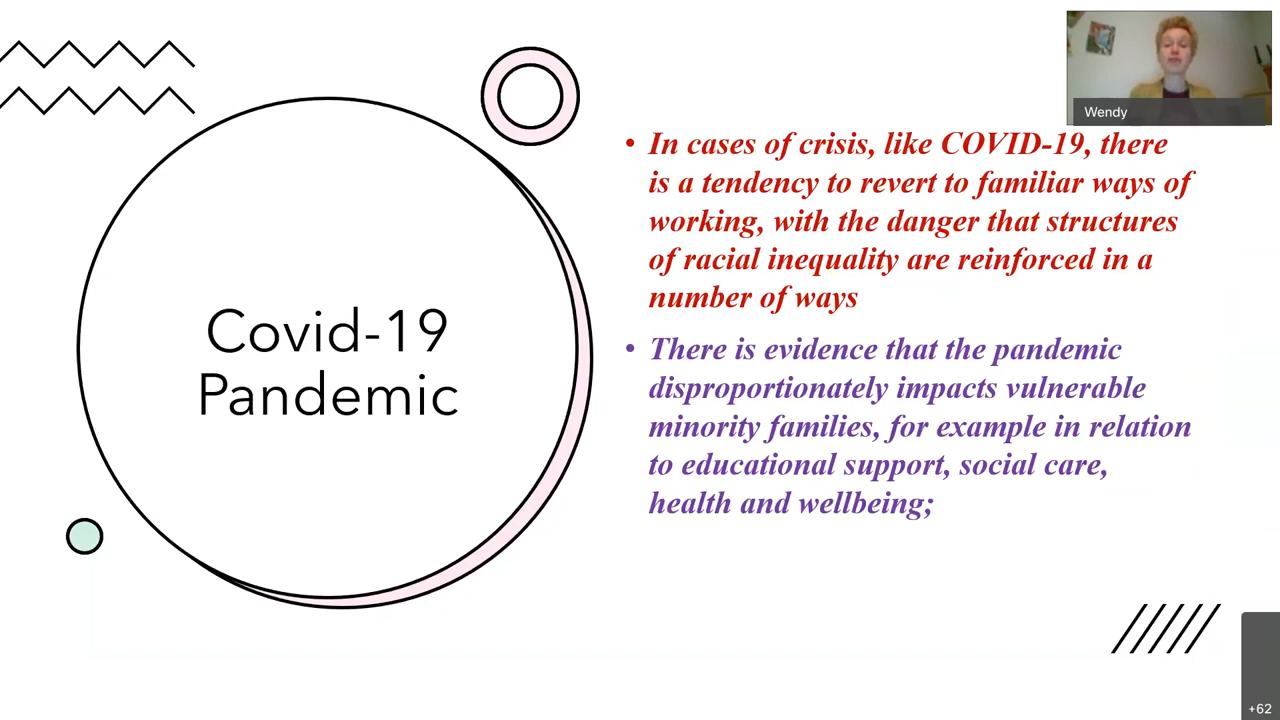 Wendy
Covid-19
Pandemic
• In cases of crisis, like COVID-19, there
is a tendency to revert to familiar ways of
working, with the danger that structures
of racial inequality are reinforced in a
number of ways
• There is evidence that the pandemic
disproportionately impacts vulnerable
minority families, for example in relation
to educational support, social care,
health and wellbeing;
+62